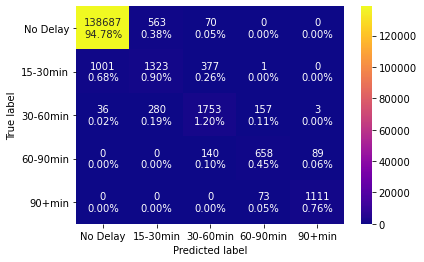 No Delay
15-30min
30-60min
60-90min
90+min
True label
138687 563 70 0 0
94.78% 0.38% 0.05% 0.00% 0.00%
1001 1323 377 1 0
0.68% 0.90% 0.26% 0.00% 0.00%
36 280 1753 157 3
0.02% 0.19% 1.20% 0.11% 0.00%
0 0 140 658 89
0.00% 0.00% 0.10% 0.45% 0.06%
0 0 0 73 1111
0.00% 0.00% 0.00% 0.05% 0.76%
No Delay 15-30min 30-60min 60-90min 90+min
Predicted label
120000
100000
80000
60000
40000
20000
0